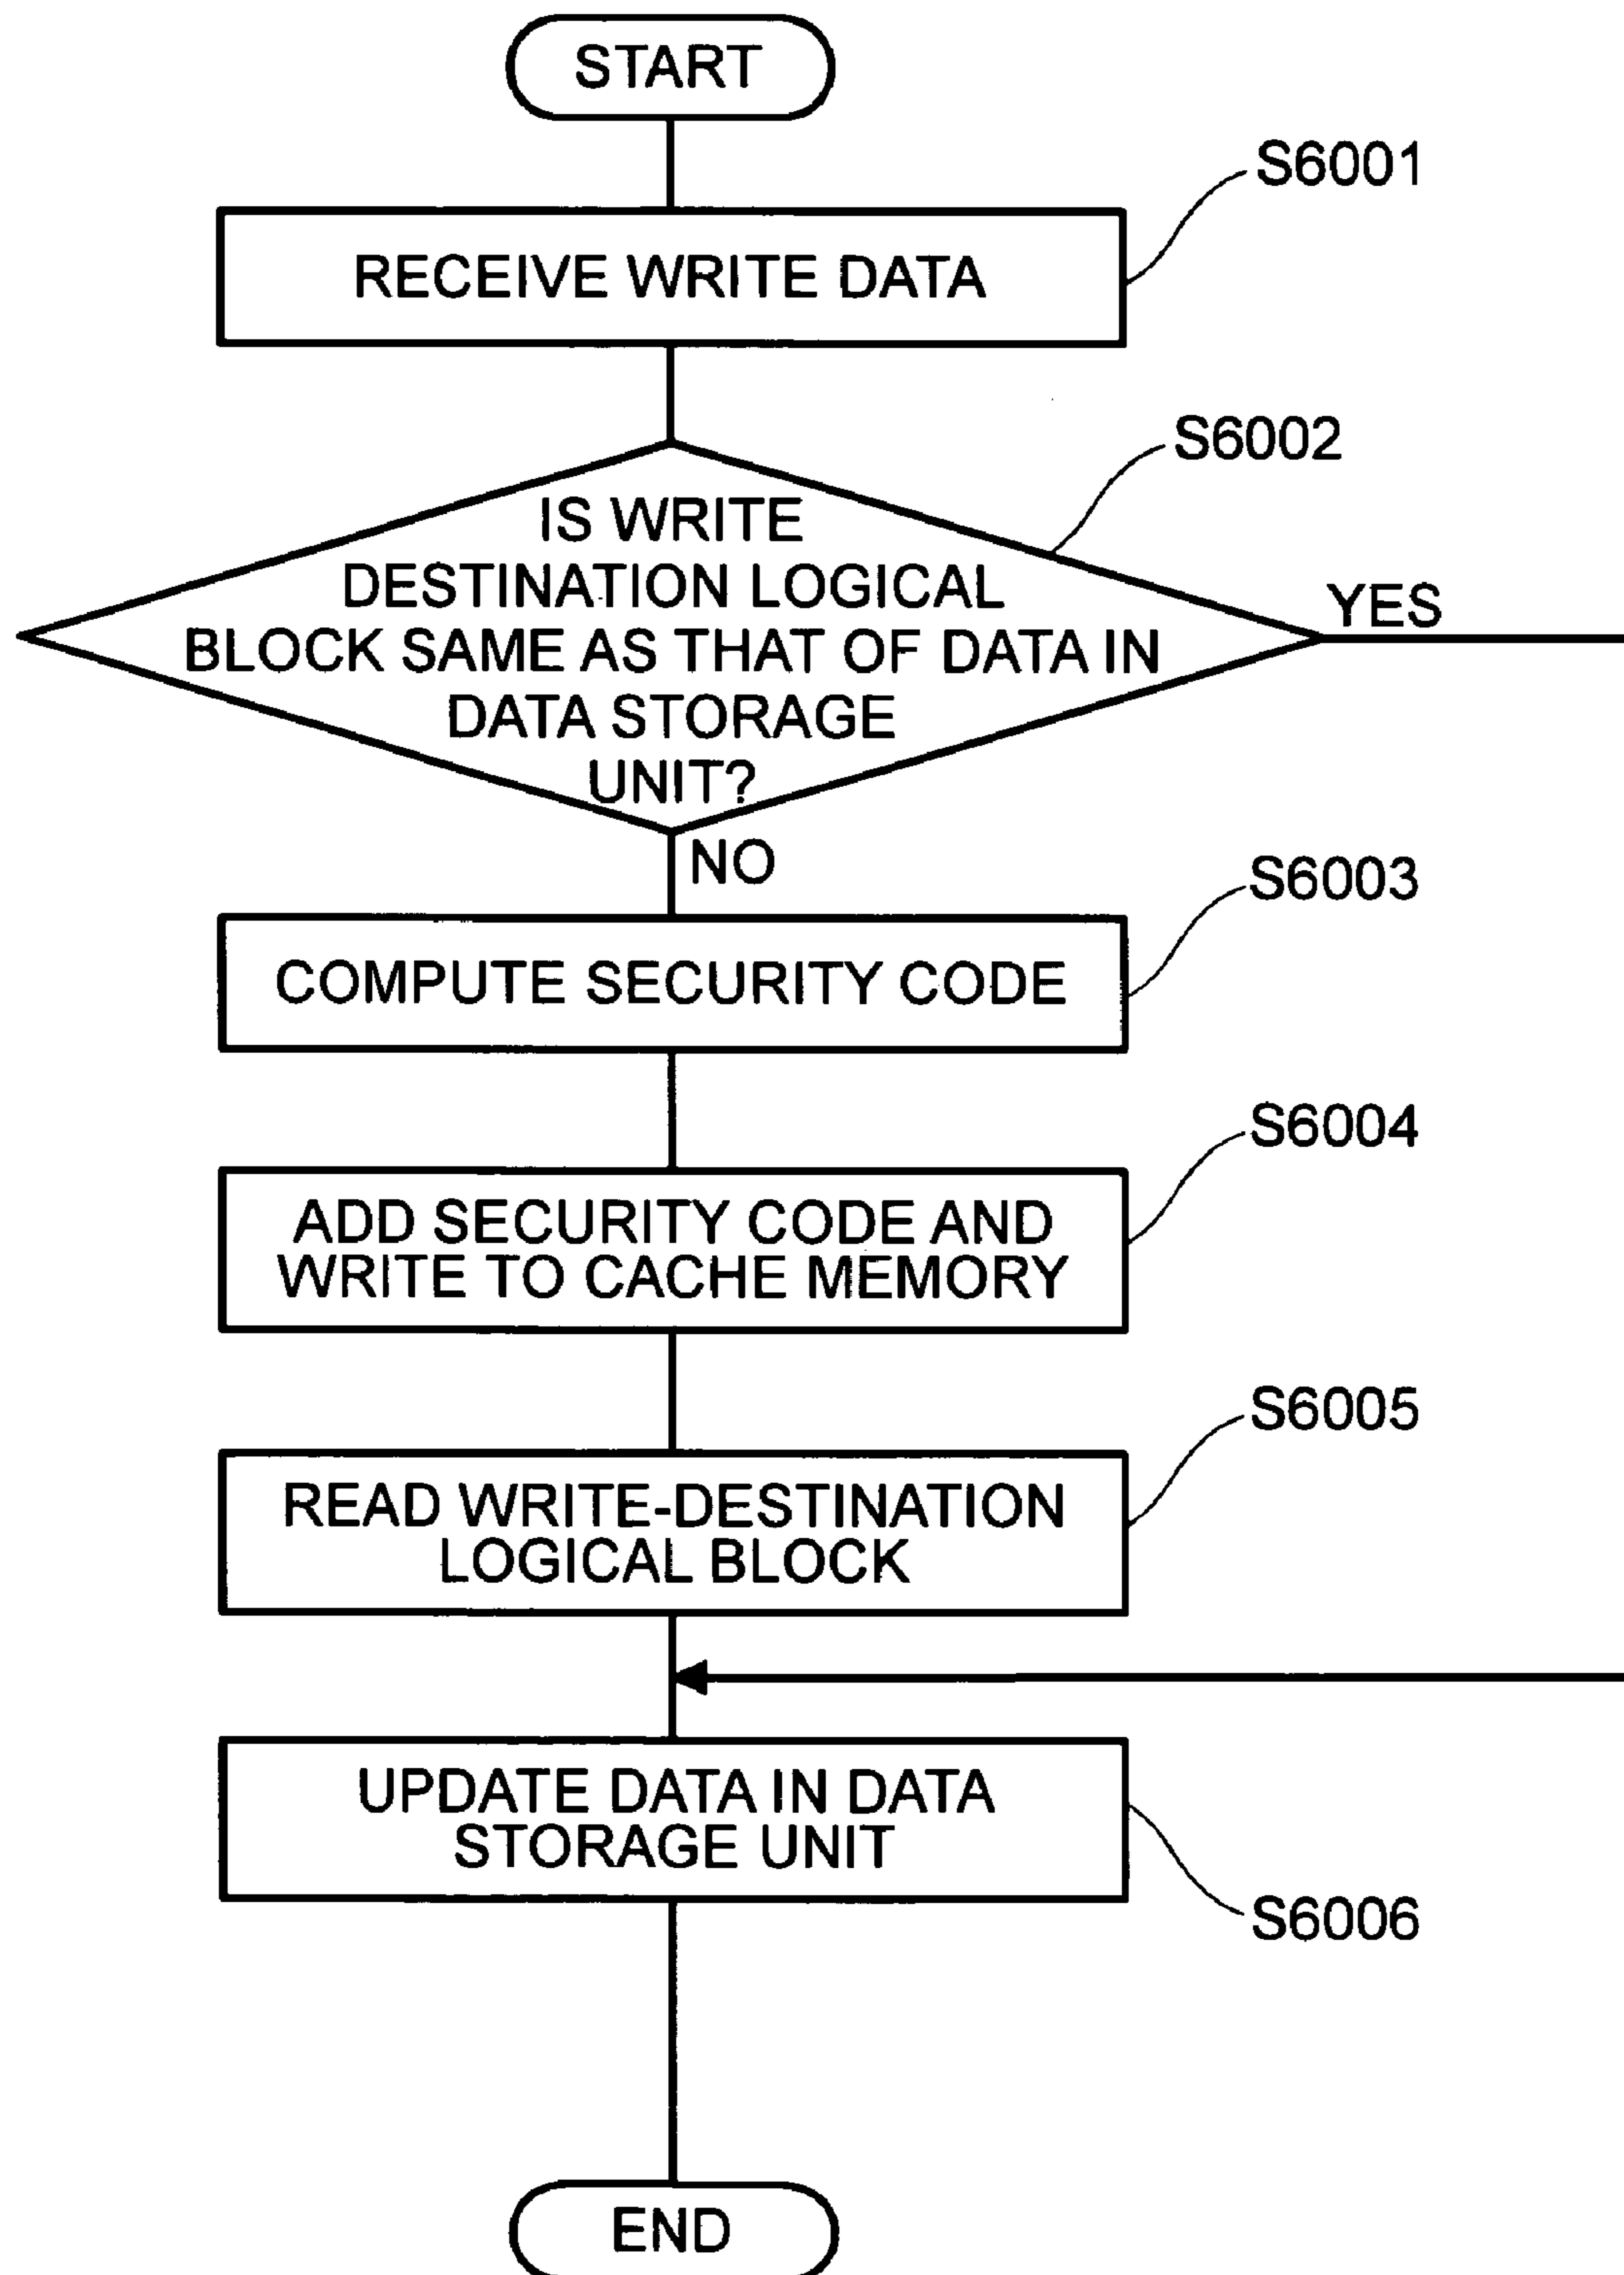 START
S6001
RECEIVE WRITE DATA
S6002
IS WRITE
DESTINATION LOGICAL
BLOCK SAME AS THAT OF DATA IN
DATA STORAGE
UNIT?
YES
NO
S6003
COMPUTE SECURITY CODE
S6004
ADD SECURITY CODE AND
WRITE TO CACHE MEMORY
S6005
READ WRITE-DESTINATION
LOGICAL BLOCK
UPDATE DATA IN DATA
STORAGE UNIT
S6006
END